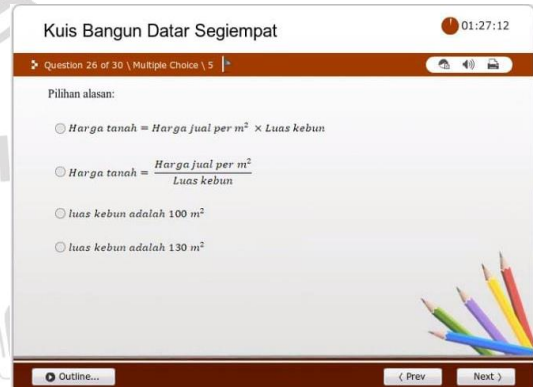 Kuis Bangun Datar Segiempat
01:27:12
Question 26 of 30 \ Multiple Choice \ 5
Pilihan alasan:
Harga tanah = Harga jual per m² × Luas kebun
Harga tanah = Harga jual per m² / Luas kebun
luas kebun adalah 100 m²
luas kebun adalah 130 m²
Outline...
Prev
Next